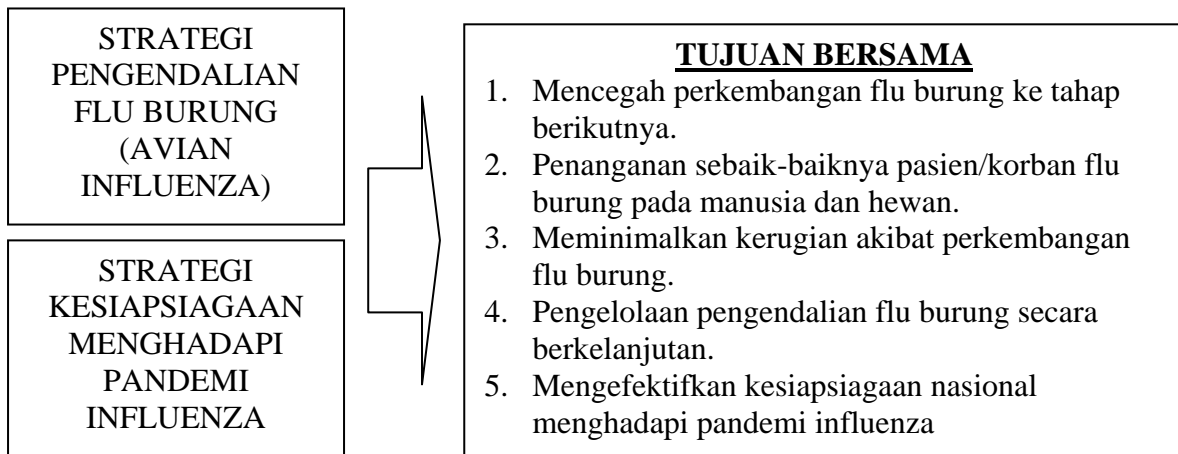 STRATEGI
PENGENDALIAN
FLU BURUNG
(AVIAN
INFLUENZA)
STRATEGI
KESIAPSIAGAAN
MENGHADAPI
PANDEMI
INFLUENZA
TUJUAN BERSAMA
1. Mencegah perkembangan flu burung ke tahap
berikutnya.
2. Penanganan sebaik-baiknya pasien/korban flu
burung pada manusia dan hewan.
3. Meminimalkan kerugian akibat perkembangan
flu burung.
4. Pengelolaan pengendalian flu burung secara
berkelanjutan.
5. Mengefektifkan kesiapsiagaan nasional
menghadapi pandemi influenza